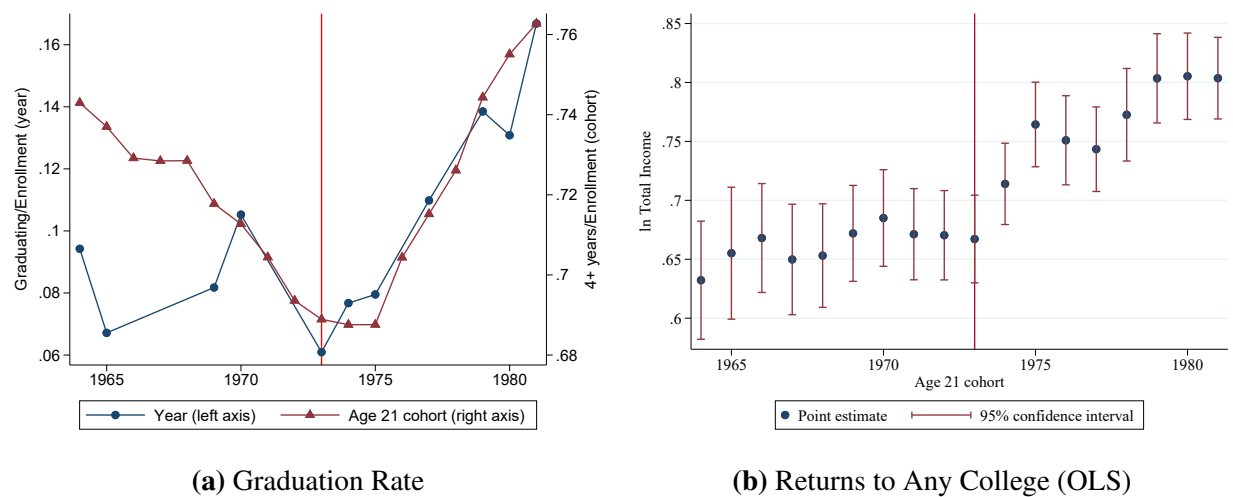 .16
.14
.12
.1
.08
.06
Graduating/Enrollment (year)
.76
.74
.72
.7
.68
4+ years/Enrollment (cohort)
1965 1970 1975 1980
Year (left axis) Age 21 cohort (right axis)
(a) Graduation Rate
.85
.8
.75
.7
.65
.6
ln Total Income
1965 1970 1975 1980
Age 21 cohort
Point estimate 95% confidence interval
(b) Returns to Any College (OLS)